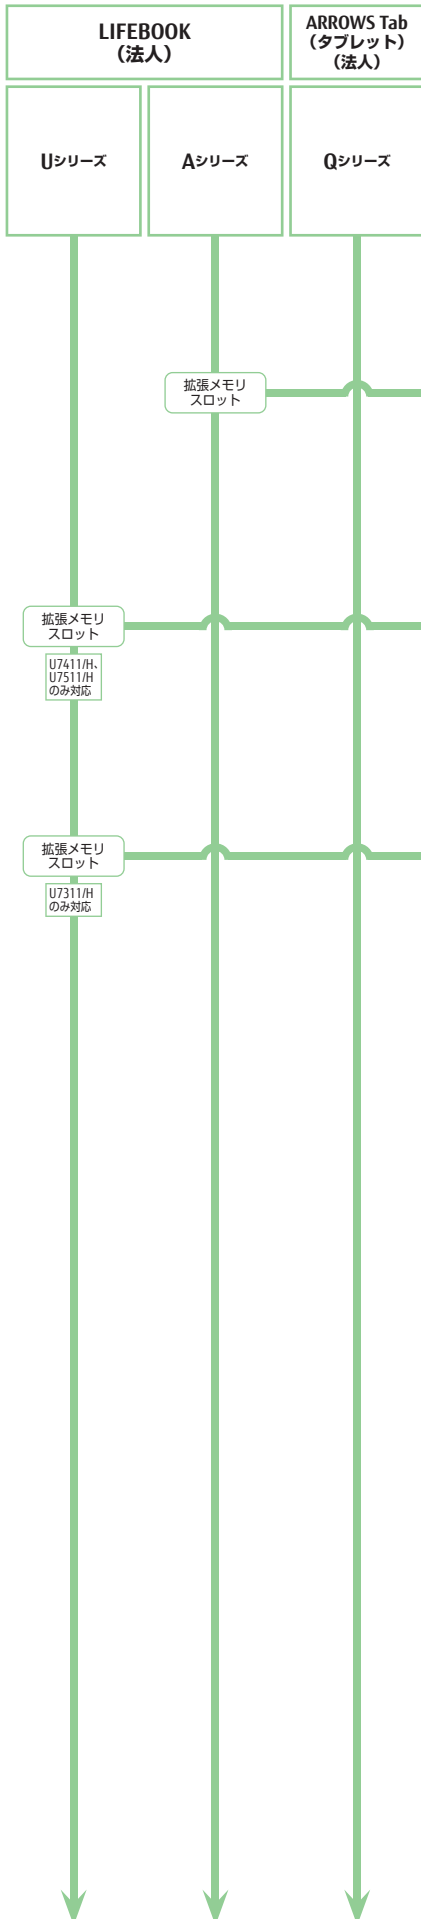 LIFEBOOK
（法人）
ARROWS Tab
（タブレット）
（法人）
Uシリーズ
Aシリーズ
Qシリーズ
拡張メモリ
スロット
拡張メモリ
スロット
U7411/H、
U7511/H
のみ対応
拡張メモリ
スロット
U7311/H
のみ対応